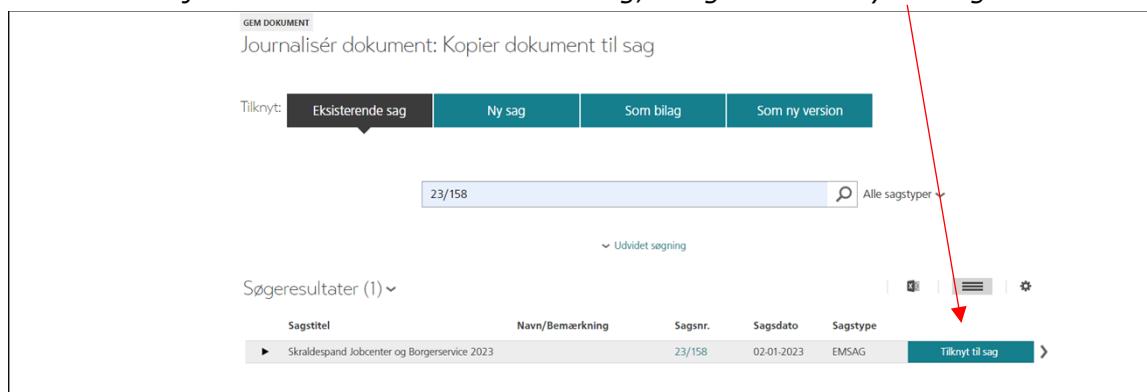 GEM DOKUMENT
Journalisér dokument: Kopier dokument til sag
Tilknyt: Eksisterende sag Ny sag Som bilag Som ny version
23/158 Alle sagstyper
Udvidet søgning
Søgeresultater (1)
Sagstitel Navn/Bemærkning Sagsnr. Sagsdato Sagstype
Skraldespand Jobcenter og Borgerservice 2023 23/158 02-01-2023 EMSAG Tilknyt til sag